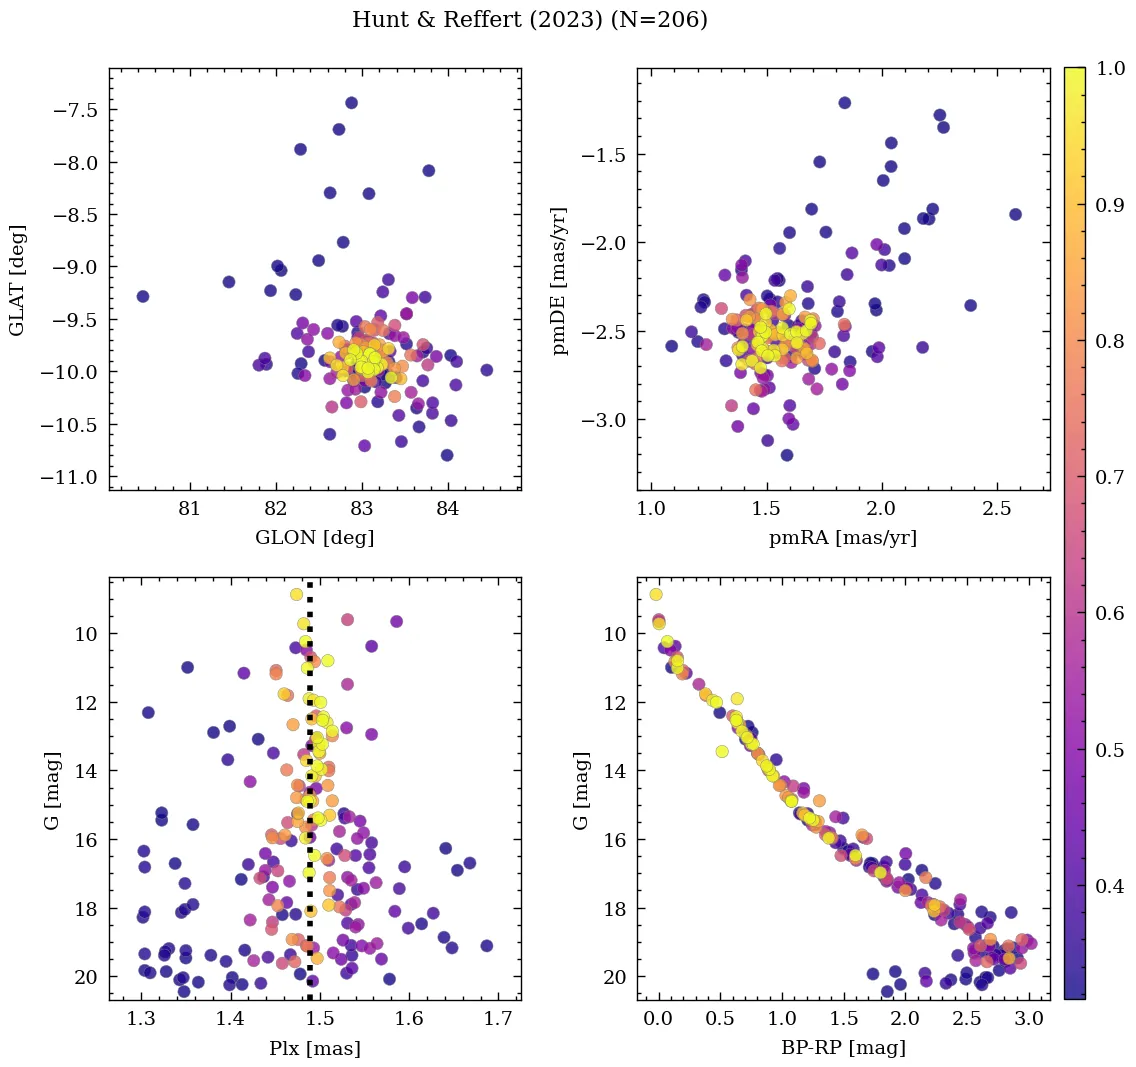 Hunt & Reffert (2023) (N=206)
−7.5
−8.0
−8.5
−9.0
−9.5
−10.0
−10.5
−11.0
GLAT [deg]
81 82 83 84
GLON [deg]
−1.5
−2.0
−2.5
−3.0
pmDE [mas/yr]
1.0 1.5 2.0 2.5
pmRA [mas/yr]
10
12
14
16
18
20
G [mag]
1.3 1.4 1.5 1.6 1.7
Plx [mas]
10
12
14
16
18
20
G [mag]
0.0 0.5 1.0 1.5 2.0 2.5 3.0
BP-RP [mag]
1.0
0.9
0.8
0.7
0.6
0.5
0.4